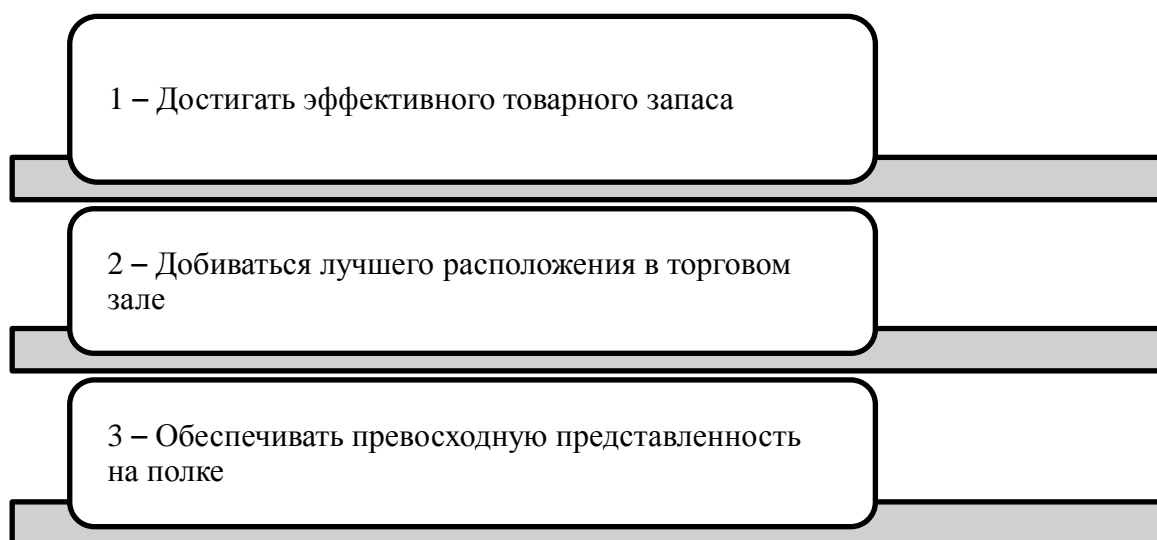 1 – Достигать эффективного товарного запаса
2 – Добиваться лучшего расположения в торговом
зале
3 – Обеспечивать превосходную представленность
на полке